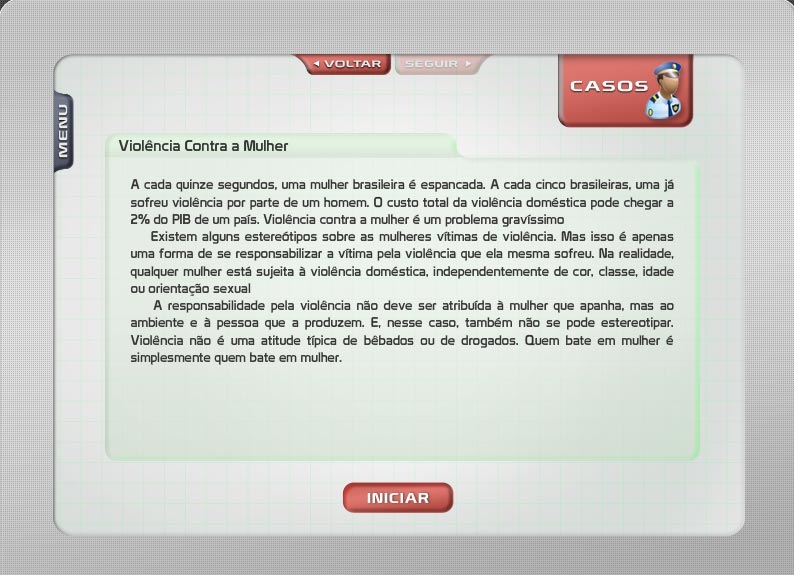 VOLTAR
SEGUIR
CASOS
MENU
Violência Contra a Mulher
A cada quinze segundos, uma mulher brasileira é espancada. A cada cinco brasileiras, uma já
sofreu violência por parte de um homem. O custo total da violência doméstica pode chegar a
2% do PIB de um país. Violência contra a mulher é um problema gravíssimo
Existem alguns estereótipos sobre as mulheres vítimas de violência. Mas isso é apenas
uma forma de se responsabilizar a vítima pela violência que ela mesma sofreu. Na realidade,
qualquer mulher está sujeita à violência doméstica, independentemente de cor, classe, idade
ou orientação sexual
A responsabilidade pela violência não deve ser atribuída à mulher que apanha, mas ao
ambiente e à pessoa que a produzem. E, nesse caso, também não se pode estereotipar.
Violência não é uma atitude típica de bêbados ou de drogados. Quem bate em mulher é
simplesmente quem bate em mulher.
INICIAR